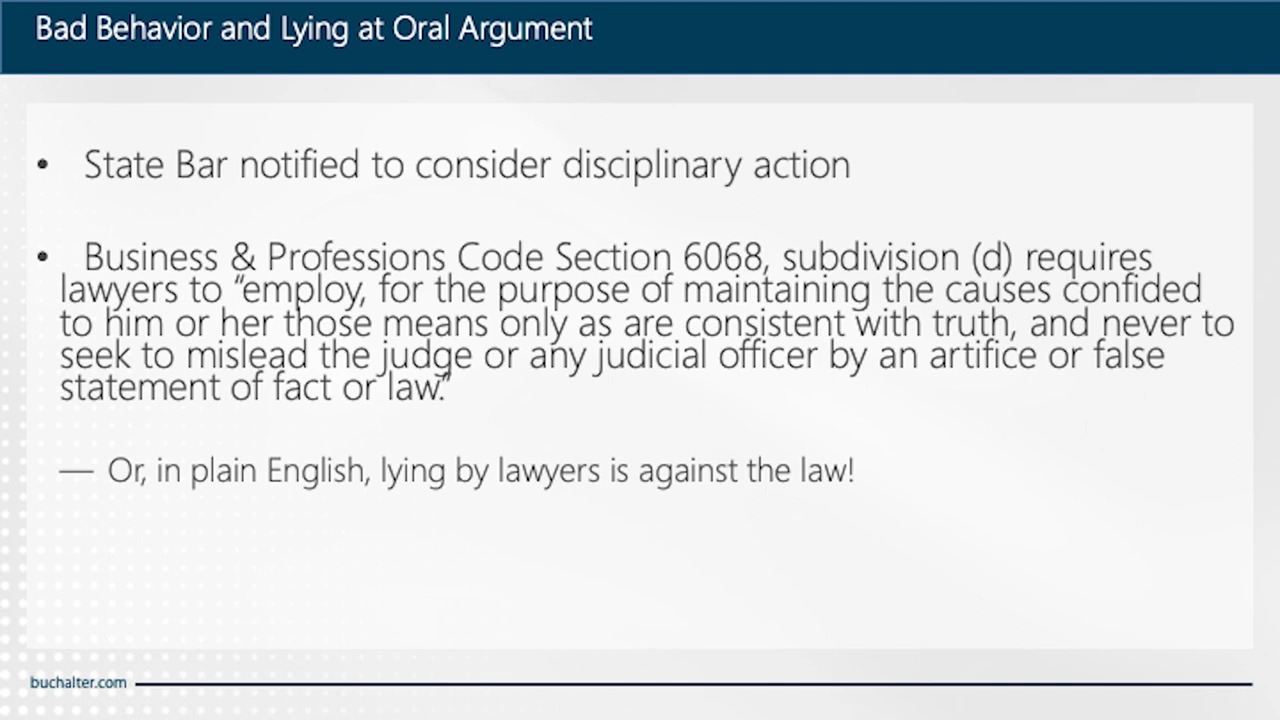 Bad Behavior and Lying at Oral Argument
• State Bar notified to consider disciplinary action
• Business & Professions Code Section 6068, subdivision (d) requires
lawyers to “employ, for the purpose of maintaining the causes confided
to him or her those means only as are consistent with truth, and never to
seek to mislead the judge or any judicial officer by an artifice or false
statement of fact or law.”
— Or, in plain English, lying by lawyers is against the law!
buchalter.com